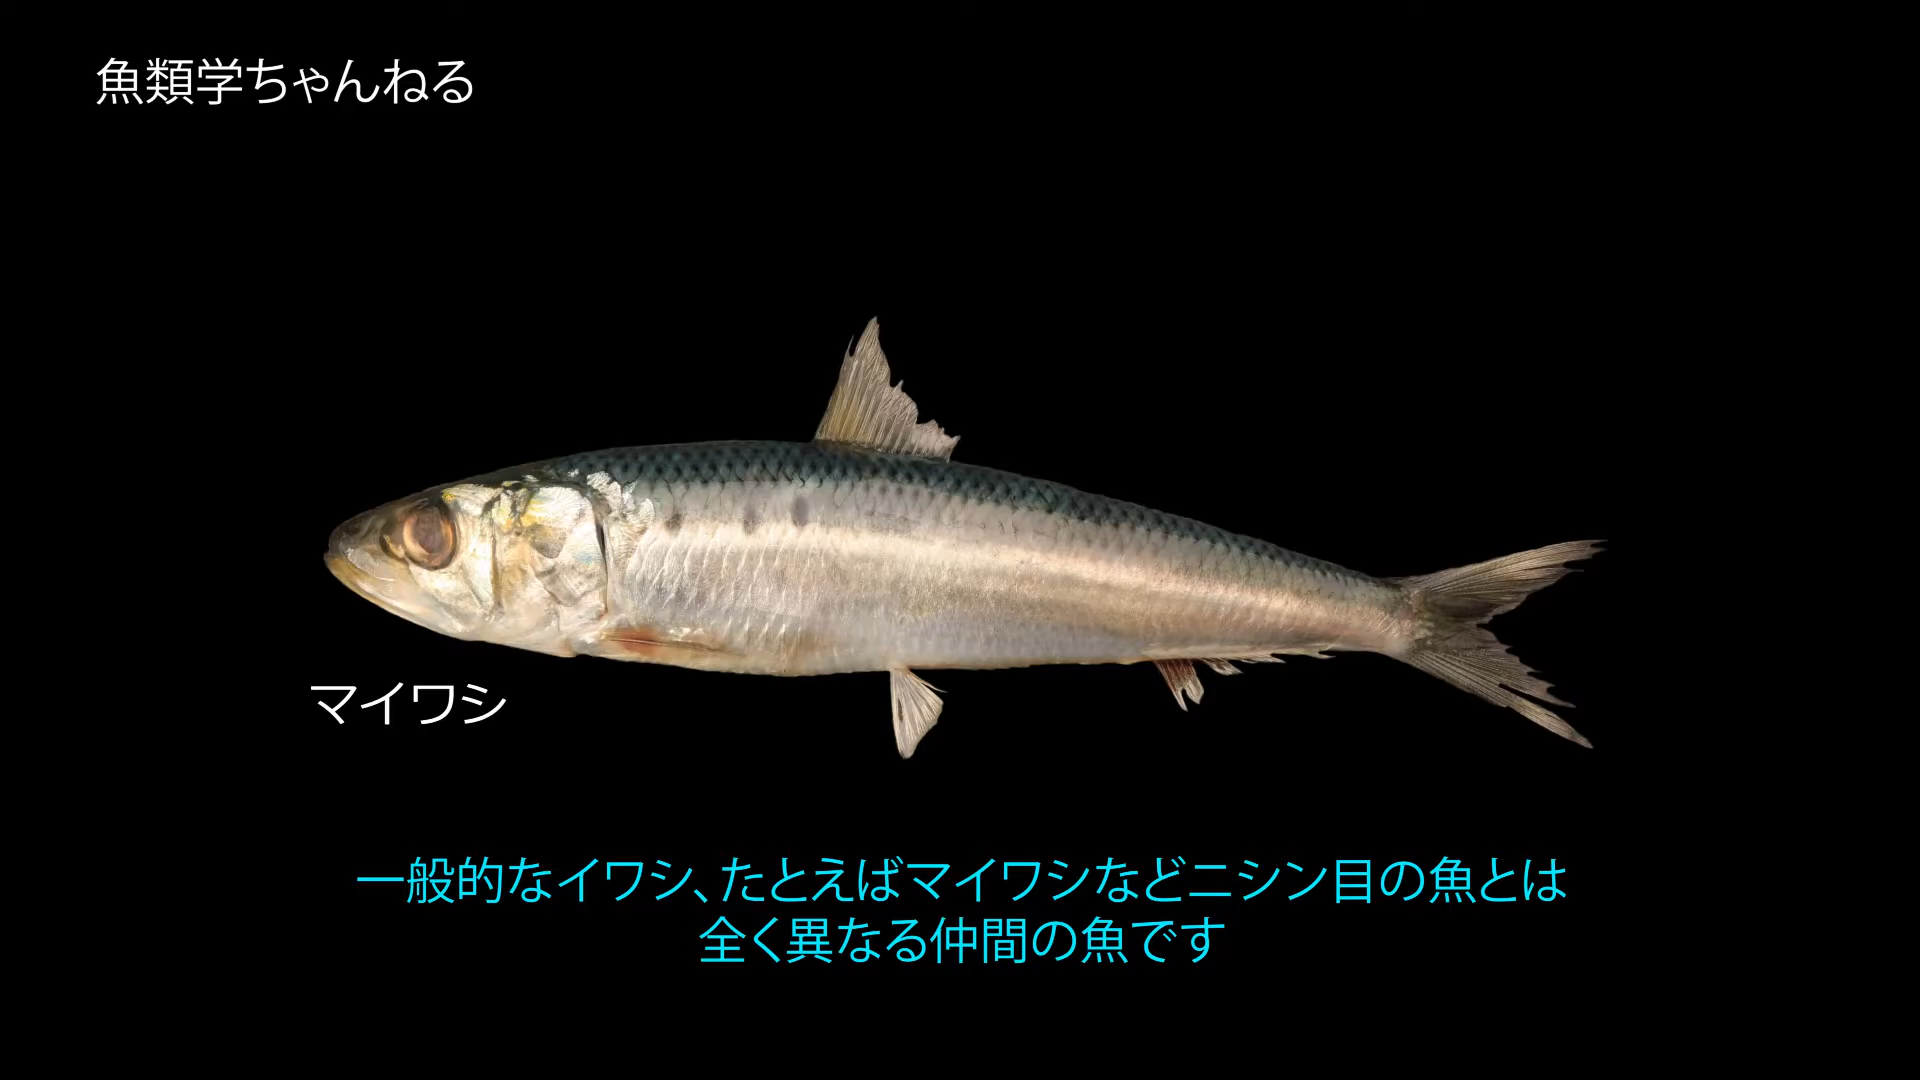 魚類学ちゃんねる
マイワシ
一般的なイワシ、たとえばマイワシなどニシン目の魚とは
全く異なる仲間の魚です